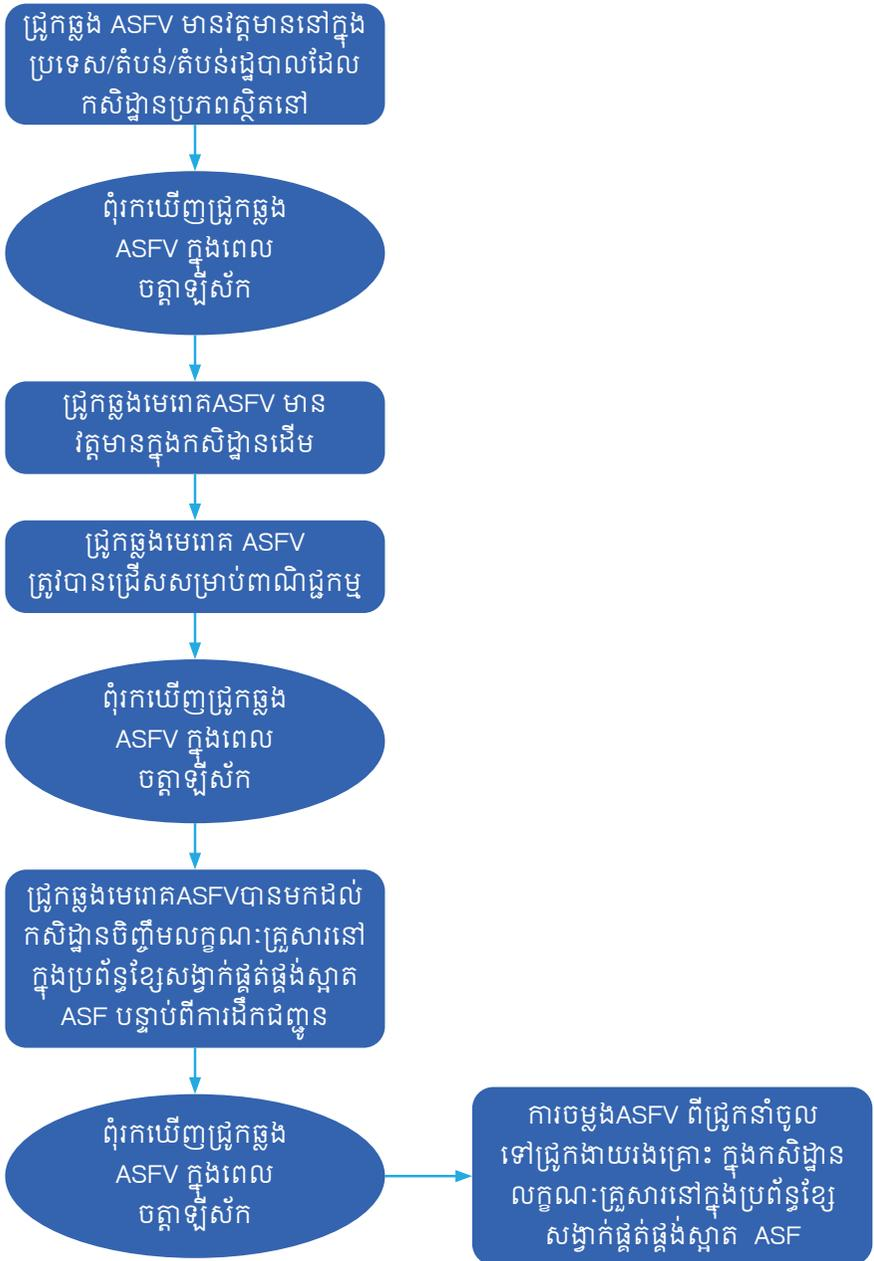 ជ្រូកឆ្លង ASFV មានវត្តមាននៅក្នុង
ប្រទេស/តំបន់/តំបន់រដ្ឋបាលដែល
កសិដ្ឋានប្រភពស្ថិតនៅ
ពុំរកឃើញជ្រូកឆ្លង
ASFV ក្នុងពេល
ចត្តាឡីស័ក
ជ្រូកឆ្លងមេរោគASFV មាន
វត្តមានក្នុងកសិដ្ឋានដើម
ជ្រូកឆ្លងមេរោគ ASFV
ត្រូវបានជ្រើសសម្រាប់ពាណិជ្ជកម្ម
ពុំរកឃើញជ្រូកឆ្លង
ASFV ក្នុងពេល
ចត្តាឡីស័ក
ជ្រូកឆ្លងមេរោគASFVបានមកដល់
កសិដ្ឋានចិញ្ចឹមលក្ខណៈគ្រួសារនៅ
ក្នុងប្រព័ន្ធខ្សែសង្វាក់ផ្គត់ផ្គង់ស្អាត
ASF បន្ទាប់ពីការដឹកជញ្ជូន
ពុំរកឃើញជ្រូកឆ្លង
ASFV ក្នុងពេល
ចត្តាឡីស័ក
ការចម្លងASFV ពីជ្រូកនាំចូល
ទៅជ្រូកងាយរងគ្រោះ ក្នុងកសិដ្ឋាន
លក្ខណៈគ្រួសារនៅក្នុងប្រព័ន្ធខ្សែ
សង្វាក់ផ្គត់ផ្គង់ស្អាត ASF